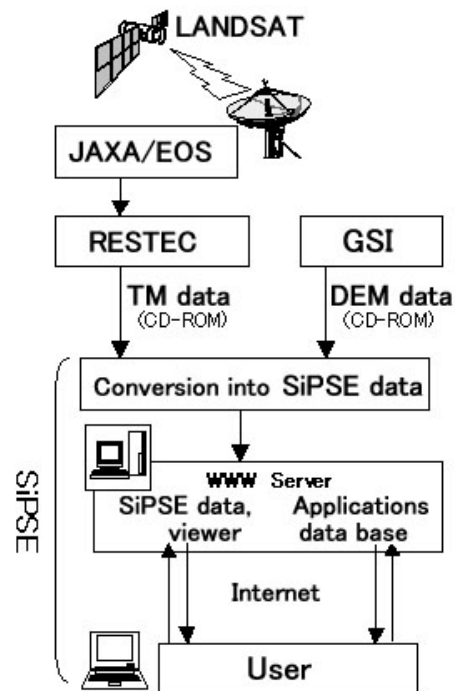 LANDSAT
JAXA/EOS
RESTEC
GSI
TM data
(CD-ROM)
DEM data
(CD-ROM)
Conversion into SiPSE data
SiPSE
WWW Server
SiPSE data, viewer
Applications data base
Internet
User